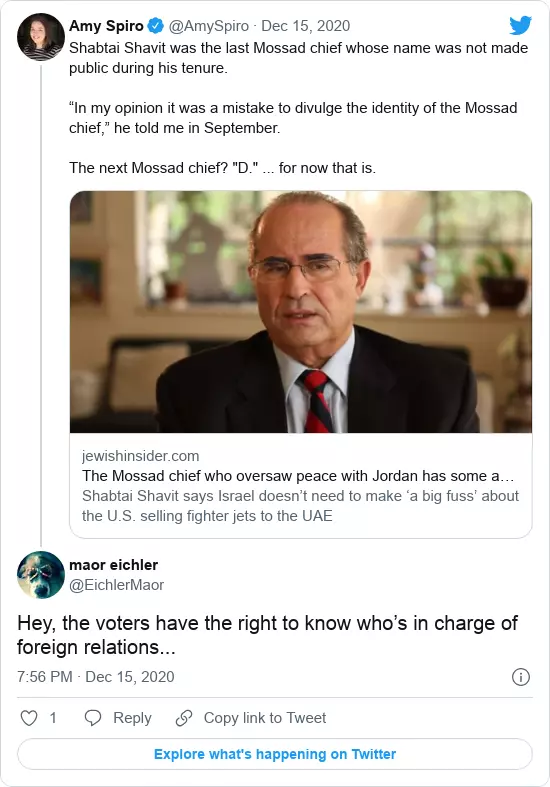 Amy Spiro @AmySpiro · Dec 15, 2020
Shabtai Shavit was the last Mossad chief whose name was not made
public during his tenure.
“In my opinion it was a mistake to divulge the identity of the Mossad
chief,” he told me in September.
The next Mossad chief? "D." ... for now that is.
jewishinsider.com
The Mossad chief who oversaw peace with Jordan has some a…
Shabtai Shavit says Israel doesn’t need to make ‘a big fuss’ about
the U.S. selling fighter jets to the UAE
maor eichler
@EichlerMaor
Hey, the voters have the right to know who’s in charge of
foreign relations...
7:56 PM · Dec 15, 2020
1 Reply Copy link to Tweet
Explore what's happening on Twitter